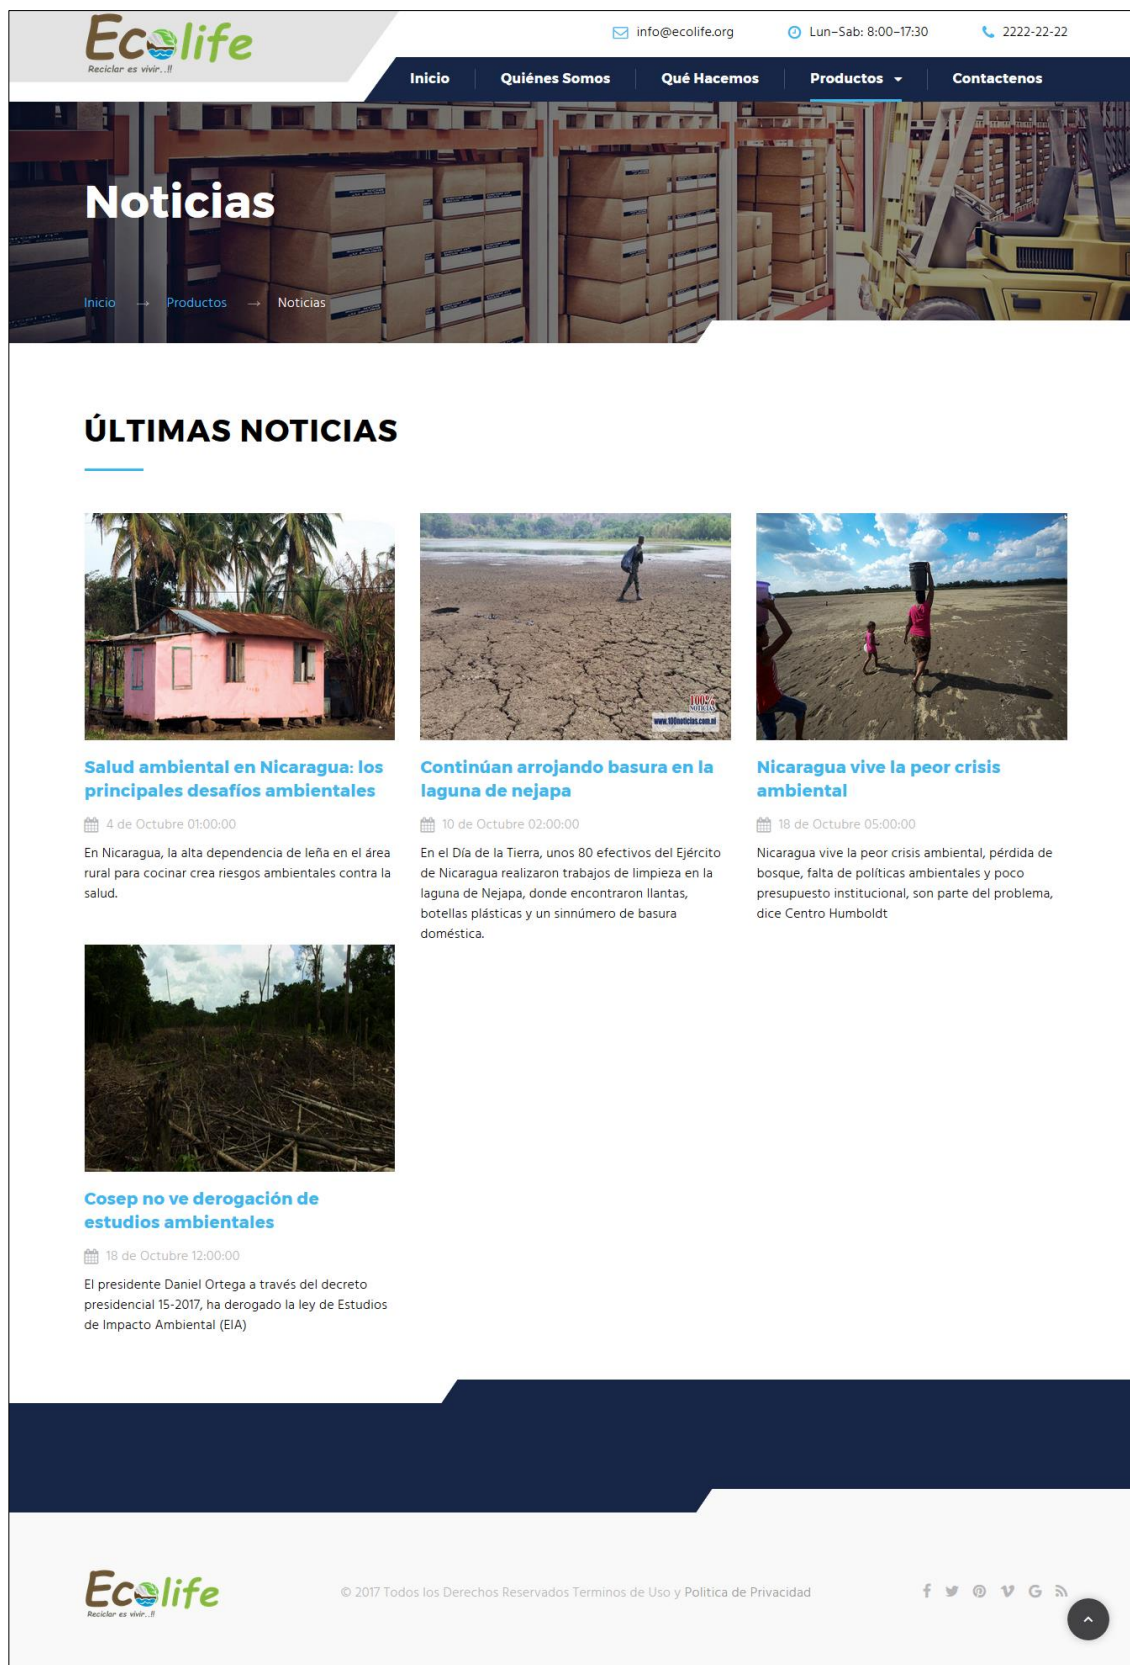 Ecolife
Reciclar es vivir..!!
info@ecolife.org
Lun–Sab: 8:00–17:30
2222-22-22
Inicio
Quiénes Somos
Qué Hacemos
Productos
Contactenos
Noticias
Inicio → Productos → Noticias
ÚLTIMAS NOTICIAS
100%
NOTICIAS
www.100noticias.com.ni
Salud ambiental en Nicaragua: los
principales desafíos ambientales
4 de Octubre 01:00:00
En Nicaragua, la alta dependencia de leña en el área
rural para cocinar crea riesgos ambientales contra la
salud.
Continúan arrojando basura en la
laguna de nejapa
10 de Octubre 02:00:00
En el Día de la Tierra, unos 80 efectivos del Ejército
de Nicaragua realizaron trabajos de limpieza en la
laguna de Nejapa, donde encontraron llantas,
botellas plásticas y un sinnúmero de basura
doméstica.
Nicaragua vive la peor crisis
ambiental
18 de Octubre 05:00:00
Nicaragua vive la peor crisis ambiental, pérdida de
bosque, falta de políticas ambientales y poco
presupuesto institucional, son parte del problema,
dice Centro Humboldt
Cosep no ve derogación de
estudios ambientales
18 de Octubre 12:00:00
El presidente Daniel Ortega a través del decreto
presidencial 15-2017, ha derogado la ley de Estudios
de Impacto Ambiental (EIA)
Ecolife
Reciclar es vivir..!!
© 2017 Todos los Derechos Reservados Terminos de Uso y Politica de Privacidad